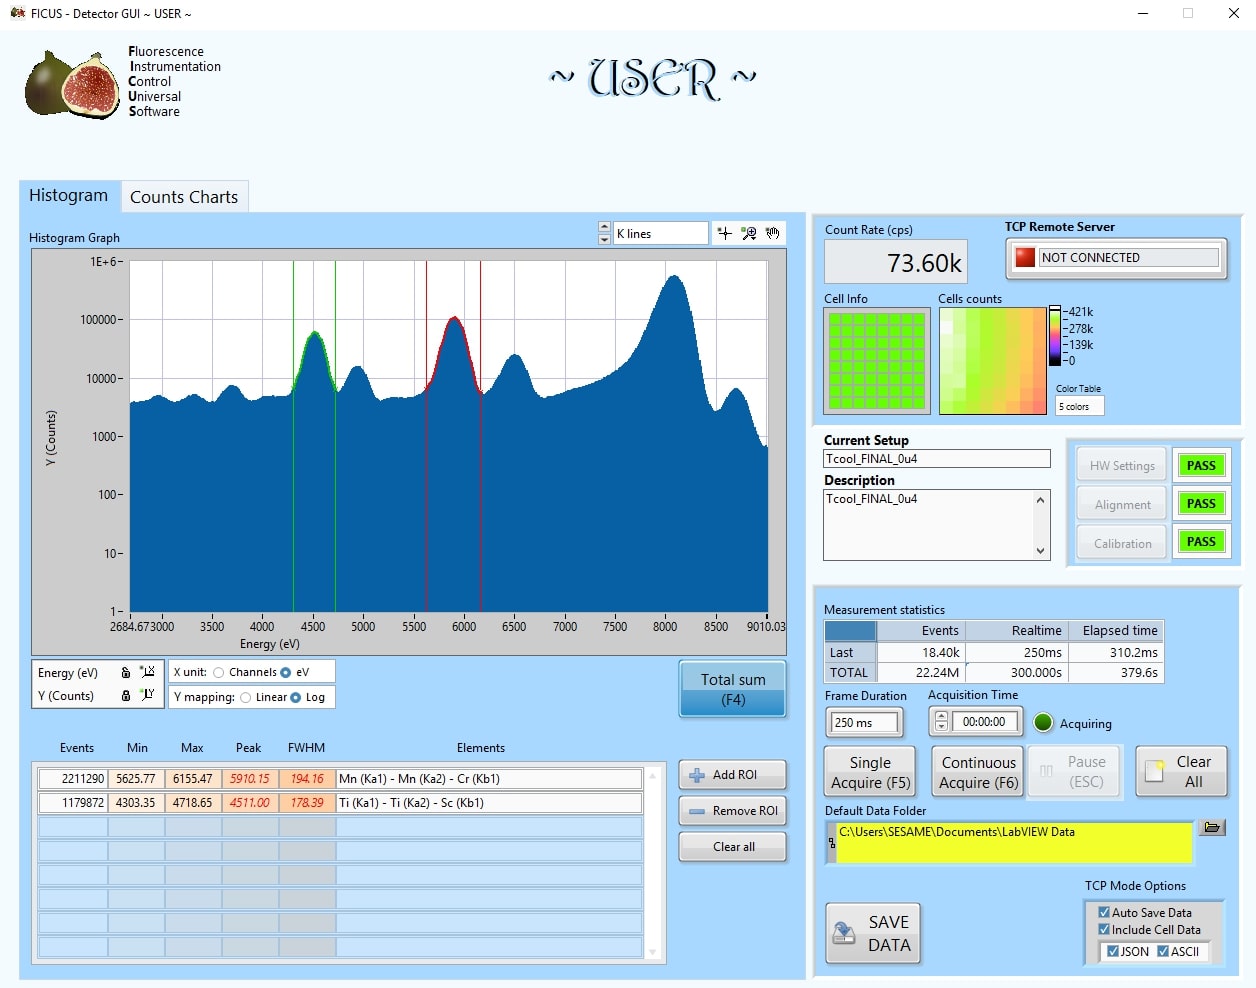 FICUS - Detector GUI ~ USER ~
Fluorescence
Instrumentation
Control
Universal
Software
~ USER ~
Histogram
Counts Charts
Histogram Graph
K lines
1E+6
100000
10000
1000
100
10
1
Y (Counts)
2684.673000 3500 4000 4500 5000 5500 6000 6500 7000 7500 8000 8500 9010.03
Energy (eV)
Energy (eV)
Y (Counts)
X unit: Channels eV
Y mapping: Linear Log
Total sum
(F4)
Events Min Max Peak FWHM Elements
2211290 5625.77 6155.47 5910.15 194.16 Mn (Ka1) - Mn (Ka2) - Cr (Kb1)
1179872 4303.35 4718.65 4511.00 178.39 Ti (Ka1) - Ti (Ka2) - Sc (Kb1)
Add ROI
Remove ROI
Clear all
Count Rate (cps)
73.60k
TCP Remote Server
NOT CONNECTED
Cell Info
Cells counts
421k
278k
139k
0
Color Table
5 colors
Current Setup
Tcool_FINAL_0u4
Description
Tcool_FINAL_0u4
HW Settings PASS
Alignment PASS
Calibration PASS
Measurement statistics
Events Realtime Elapsed time
Last 18.40k 250ms 310.2ms
TOTAL 22.24M 300.000s 379.6s
Frame Duration
250 ms
Acquisition Time
00:00:00
Acquiring
Single
Acquire (F5)
Continuous
Acquire (F6)
Pause
(ESC)
Clear
All
Default Data Folder
C:\Users\SESAME\Documents\LabVIEW Data
SAVE
DATA
TCP Mode Options
Auto Save Data
Include Cell Data
JSON ASCII